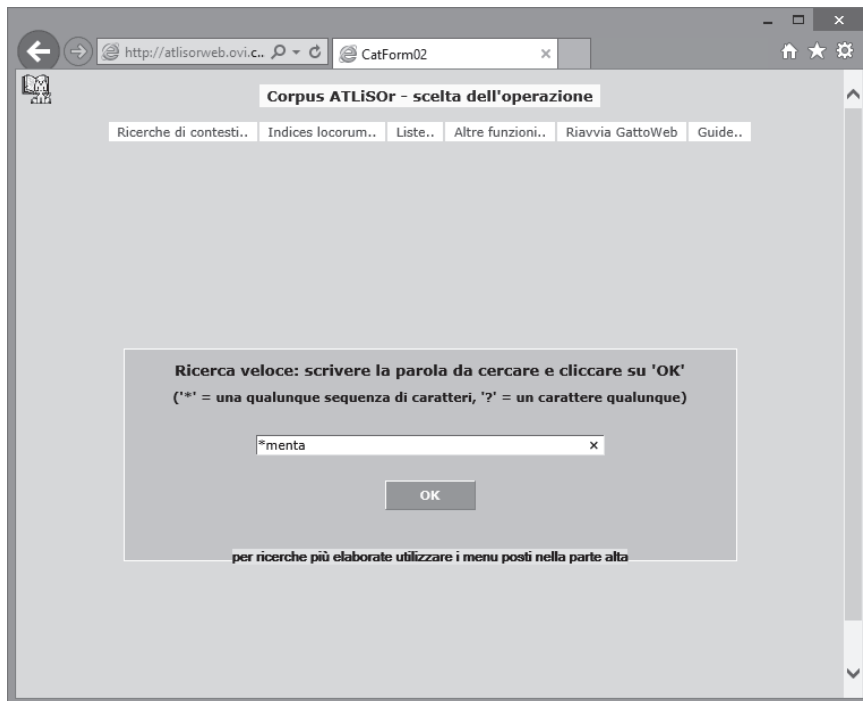 http://atlisorweb.ovi.c..
CatForm02
Corpus ATLiSOr - scelta dell'operazione
Ricerche di contesti.. Indices locorum.. Liste.. Altre funzioni.. Riavvia GattoWeb Guide..
Ricerca veloce: scrivere la parola da cercare e cliccare su 'OK'
('*' = una qualunque sequenza di caratteri, '?' = un carattere qualunque)
*menta
OK
per ricerche più elaborate utilizzare i menu posti nella parte alta